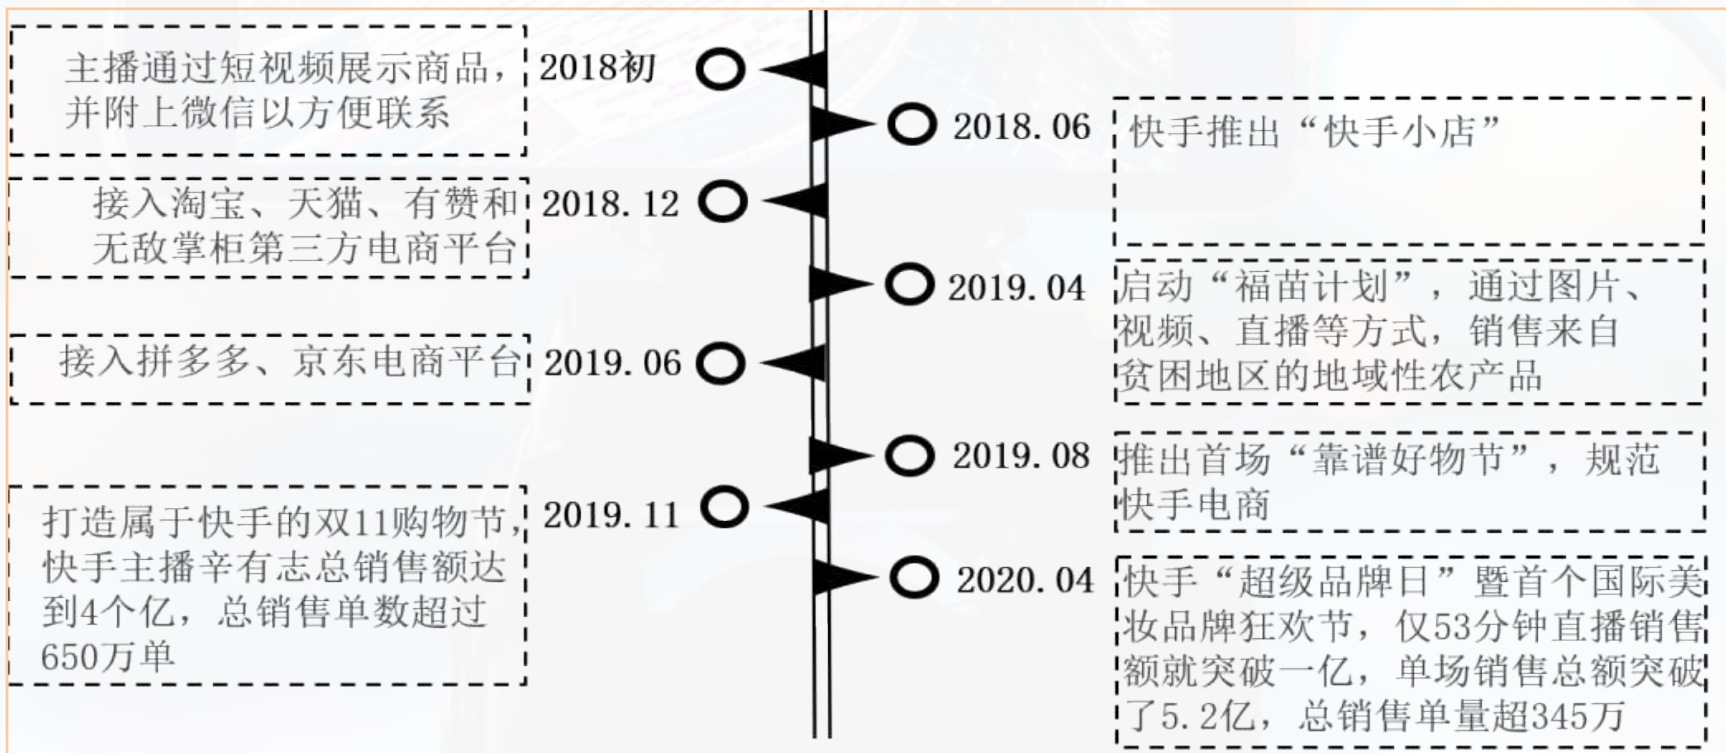 2018初
主播通过短视频展示商品，
并附上微信以方便联系
2018.06
快手推出“快手小店”
2018.12
接入淘宝、天猫、有赞和
无敌掌柜第三方电商平台
2019.04
启动“福苗计划”，通过图片、
视频、直播等方式，销售来自
贫困地区的地域性农产品
2019.06
接入拼多多、京东电商平台
2019.08
推出首场“靠谱好物节”，规范
快手电商
2019.11
打造属于快手的双11购物节，
快手主播辛有志总销售额达
到4个亿，总销售单数超过
650万单
2020.04
快手“超级品牌日”暨首个国际美
妆品牌狂欢节，仅53分钟直播销售
额就突破一亿，单场销售总额突破
了5.2亿，总销售单量超345万